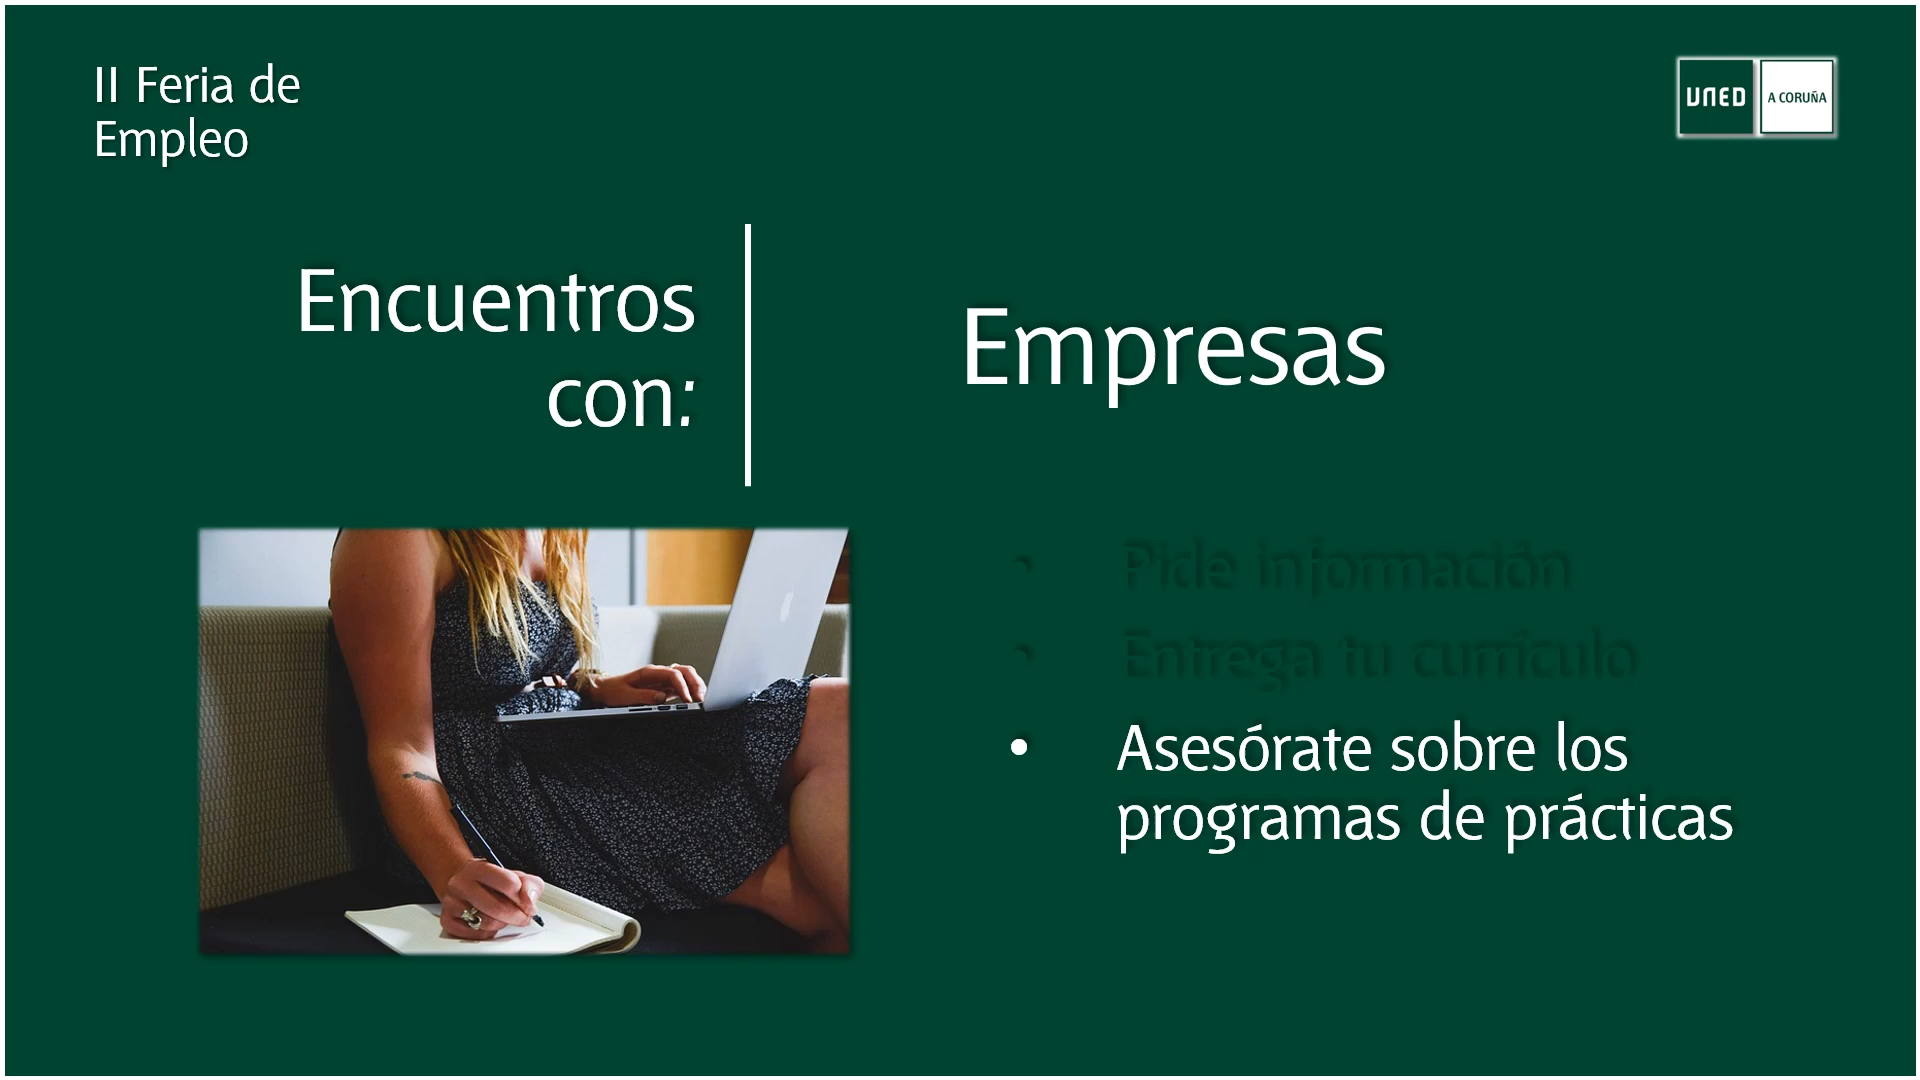 II Feria de
Empleo
UNED
A CORUÑA
Encuentros
con:
Empresas
• Pide información
• Entrega tu currículo
• Asesórate sobre los
programas de prácticas